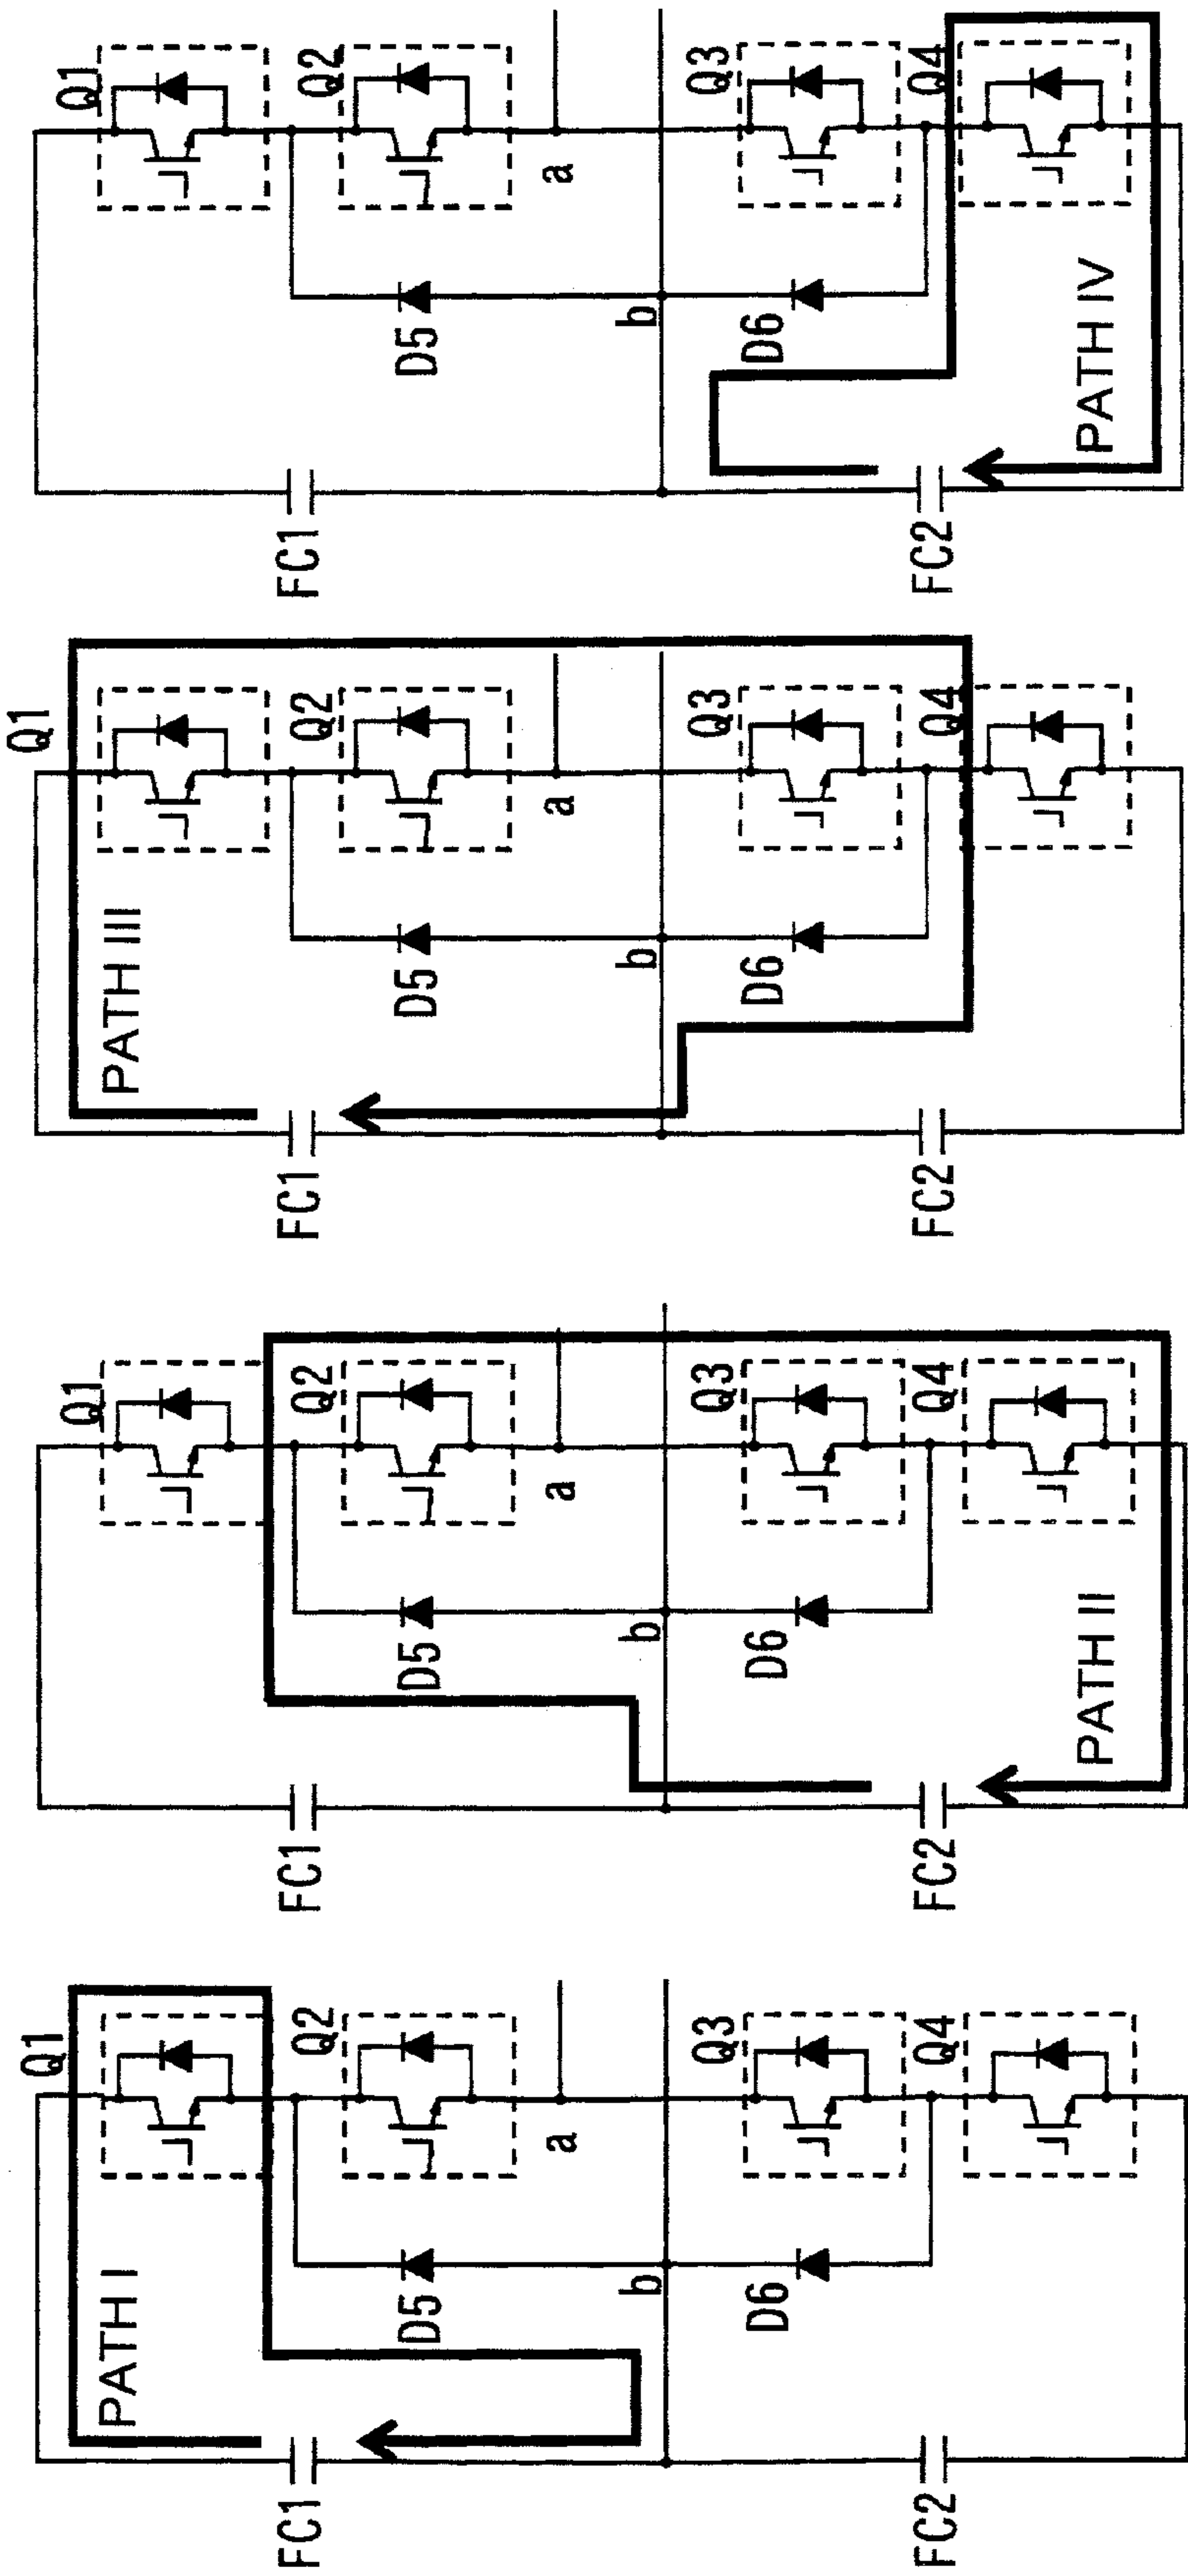 Q1
Q2
a
Q3
Q4
D5
b
D6
PATH IV
FC1
FC2
Q1
Q2
a
Q3
Q4
PATH III
D5
b
D6
FC1
FC2
Q1
Q2
a
Q3
Q4
D5
b
D6
PATH II
FC1
FC2
Q1
Q2
a
Q3
Q4
PATH I
D5
b
D6
FC1
FC2